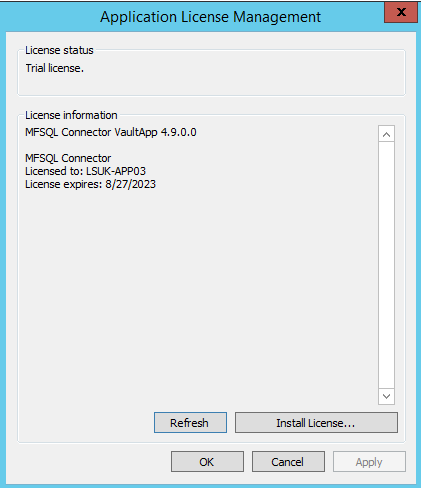 Application License Management
x
License status
Trial license.
License information
MFSQL Connector VaultApp 4.9.0.0
MFSQL Connector
Licensed to: LSUK-APP03
License expires: 8/27/2023
Refresh
Install License...
OK
Cancel
Apply